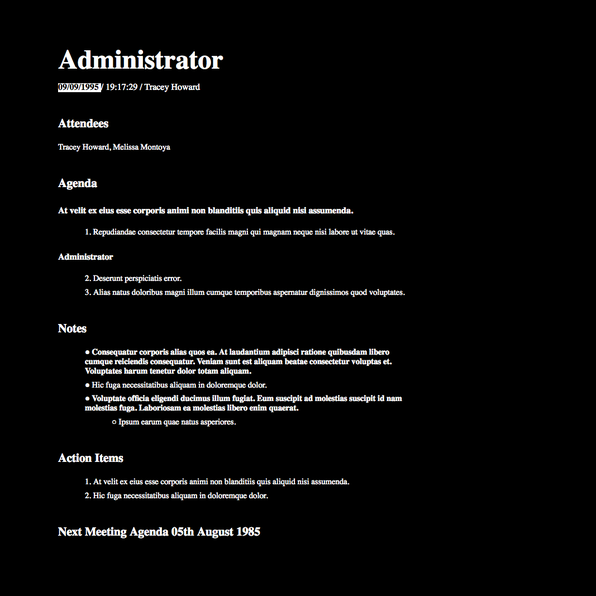 Administrator
09/09/1995 / 19:17:29 / Tracey Howard
Attendees
Tracey Howard, Melissa Montoya
Agenda
At velit ex eius esse corporis animi non blanditiis quis aliquid nisi assumenda.
1. Repudiandae consectetur tempore facilis magni qui magnam neque nisi labore ut vitae quas.
Administrator
2. Deserunt perspiciatis error.
3. Alias natus doloribus magni illum cumque temporibus aspernatur dignissimos quod voluptates.
Notes
● Consequatur corporis alias quos ea. At laudantium adipisci ratione quibusdam libero
cumque reiciendis consequatur. Veniam sunt est aliquam beatae consectetur voluptas et.
Voluptates harum tenetur dolor totam aliquam.
● Hic fuga necessitatibus aliquam in doloremque dolor.
● Voluptate officia eligendi ducimus illum fugiat. Eum suscipit ad molestias suscipit id nam
molestias fuga. Laboriosam ea molestias libero enim quaerat.
○ Ipsum earum quae natus asperiores.
Action Items
1. At velit ex eius esse corporis animi non blanditiis quis aliquid nisi assumenda.
2. Hic fuga necessitatibus aliquam in doloremque dolor.
Next Meeting Agenda 05th August 1985